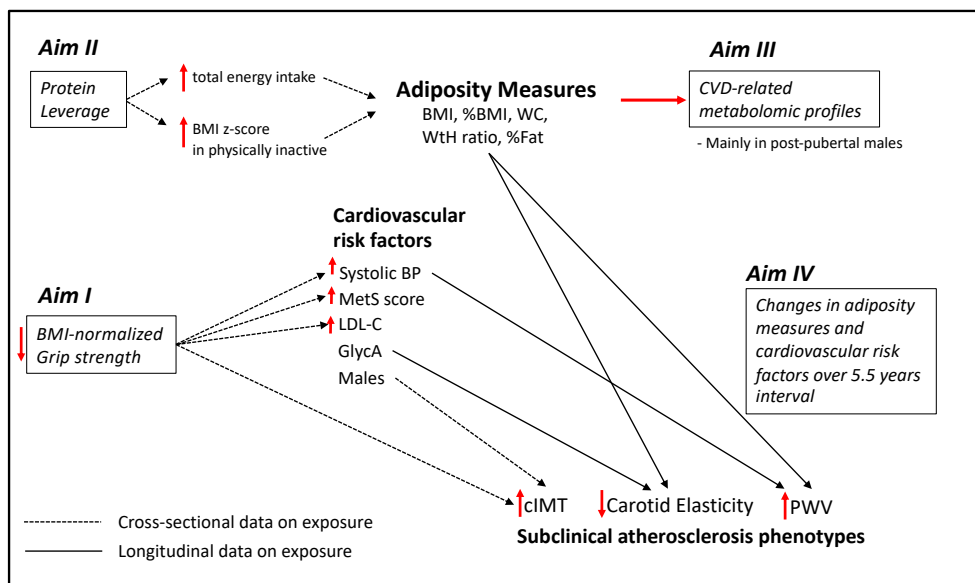 Aim II
Protein
Leverage
total energy intake
BMI z-score
in physically inactive
Adiposity Measures
BMI, %BMI, WC,
WtH ratio, %Fat
Aim III
CVD-related
metabolomic profiles
- Mainly in post-pubertal males
Cardiovascular
risk factors
Systolic BP
MetS score
LDL-C
GlycA
Males
Aim I
BMI-normalized
Grip strength
Aim IV
Changes in adiposity
measures and
cardiovascular risk
factors over 5.5 years
interval
cIMT
Carotid Elasticity
PWV
Subclinical atherosclerosis phenotypes
Cross-sectional data on exposure
Longitudinal data on exposure